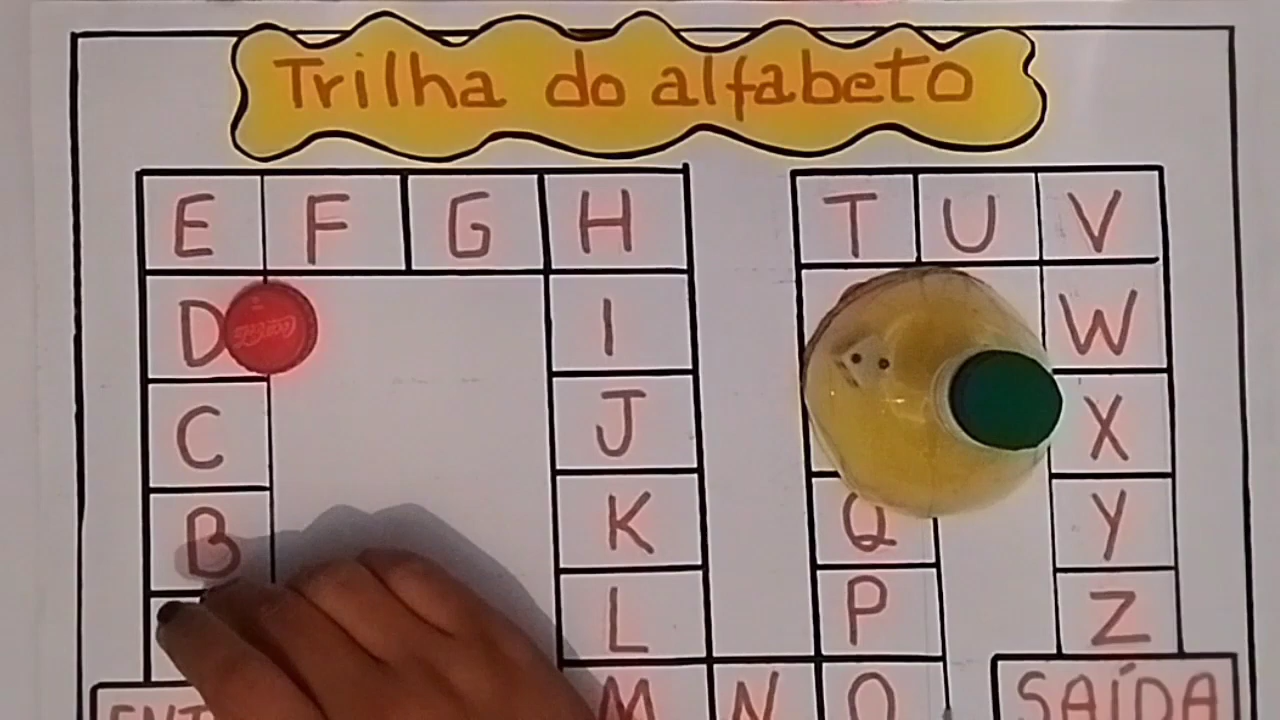 Trilha do alfabeto
E F G H T U V
D I W
C J X
B K Q Y
L P Z
M N O SAÍDA